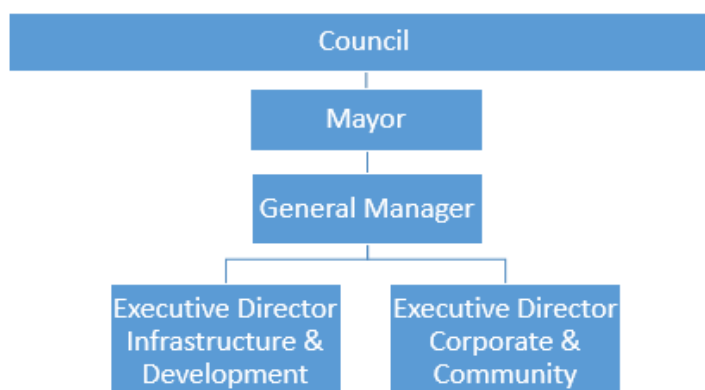 Council
Mayor
General Manager
Executive Director
Infrastructure &
Development
Executive Director
Corporate &
Community